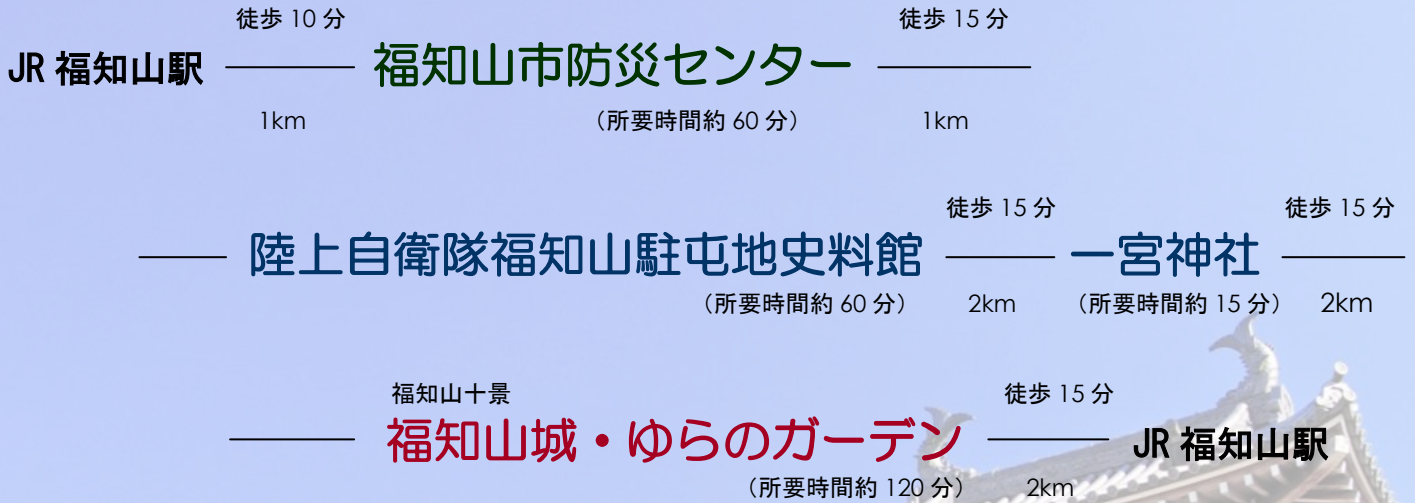 徒歩 10 分 徒歩 15 分
JR 福知山駅 福知山市防災センター
1km (所要時間約 60 分) 1km
徒歩 15 分 徒歩 15 分
陸上自衛隊福知山駐屯地史料館 一宮神社
(所要時間約 60 分) 2km (所要時間約 15 分) 2km
福知山十景 徒歩 15 分
福知山城・ゆらのガーデン JR 福知山駅
(所要時間約 120 分) 2km